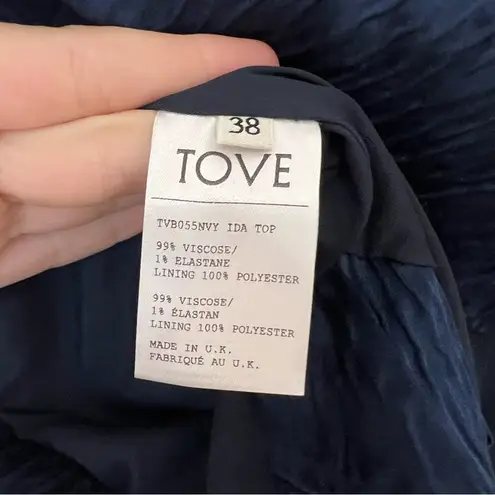 38
TOVE
TVB055NVY IDA TOP
99% VISCOSE/
1% ELASTANE
LINING 100% POLYESTER
99% VISCOSE/
1% ÉLASTAN
LINING 100% POLYESTER
MADE IN U.K.
FABRIQUÉ AU U.K.